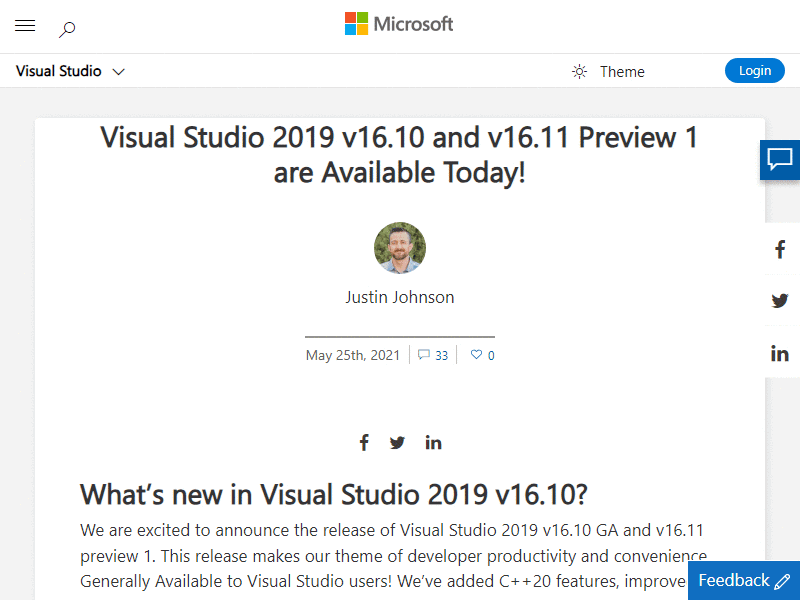 Microsoft
Visual Studio
Theme
Login
Visual Studio 2019 v16.10 and v16.11 Preview 1
are Available Today!
Justin Johnson
May 25th, 2021
33
0
What's new in Visual Studio 2019 v16.10?
We are excited to announce the release of Visual Studio 2019 v16.10 GA and v16.11
preview 1. This release makes our theme of developer productivity and convenience
Generally Available to Visual Studio users! We've added C++20 features, improve
Feedback